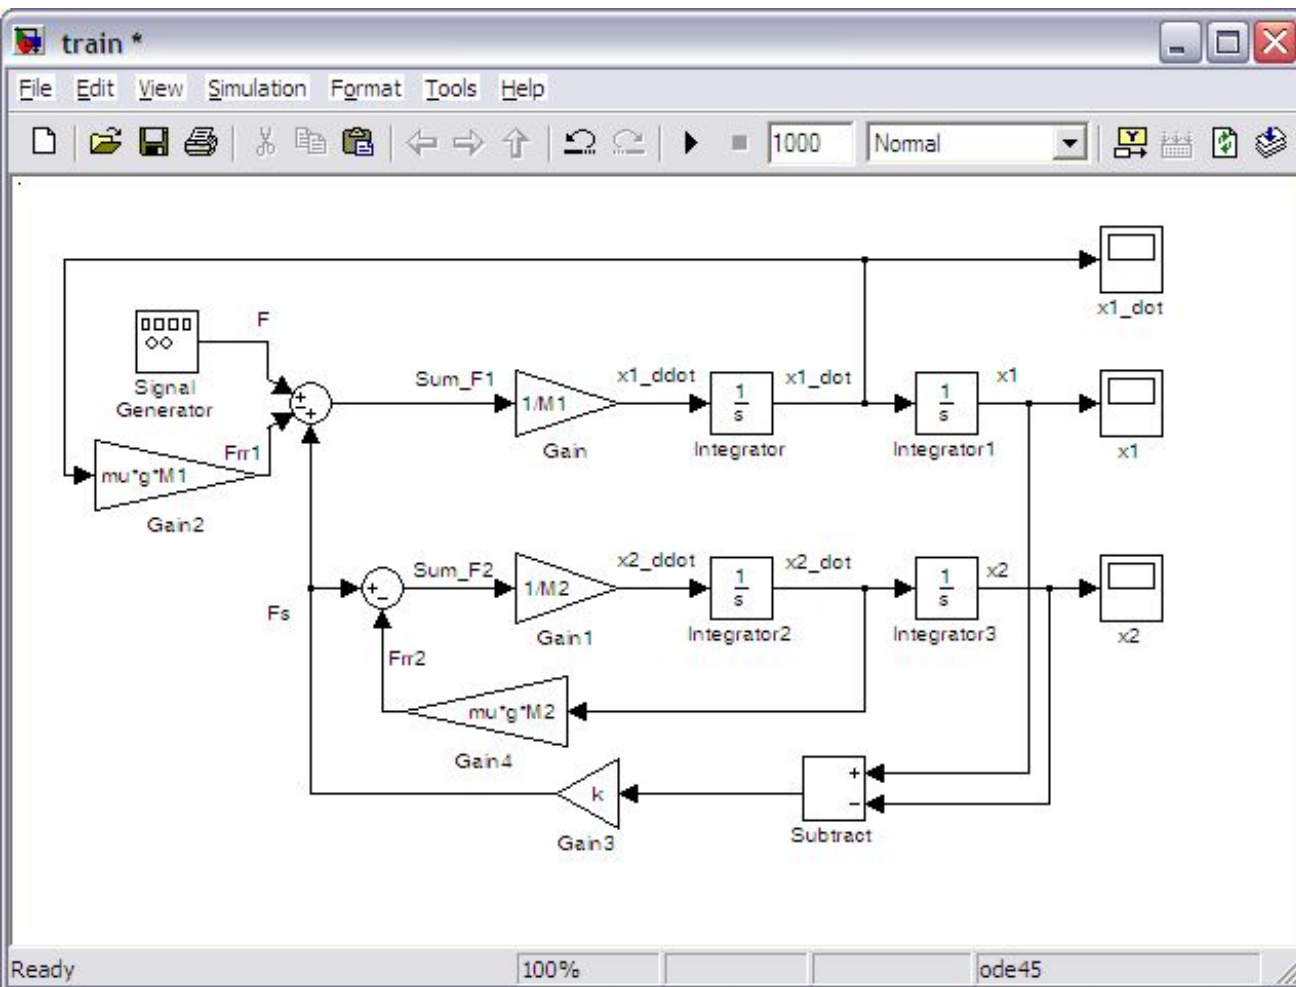 train *
File Edit View Simulation Format Tools Help
1000 Normal
x1_dot
F
Signal
Generator
+
-
+
Sum_F1
1/M1
Gain
x1_ddot
1
s
Integrator
x1_dot
1
s
Integrator1
x1
x1
Frr1
mu*g*M1
Gain2
Fs
+
-
Sum_F2
1/M2
Gain1
x2_ddot
1
s
Integrator2
x2_dot
1
s
Integrator3
x2
x2
Frr2
mu*g*M2
Gain4
k
Gain3
+
-
Subtract
Ready 100% ode45